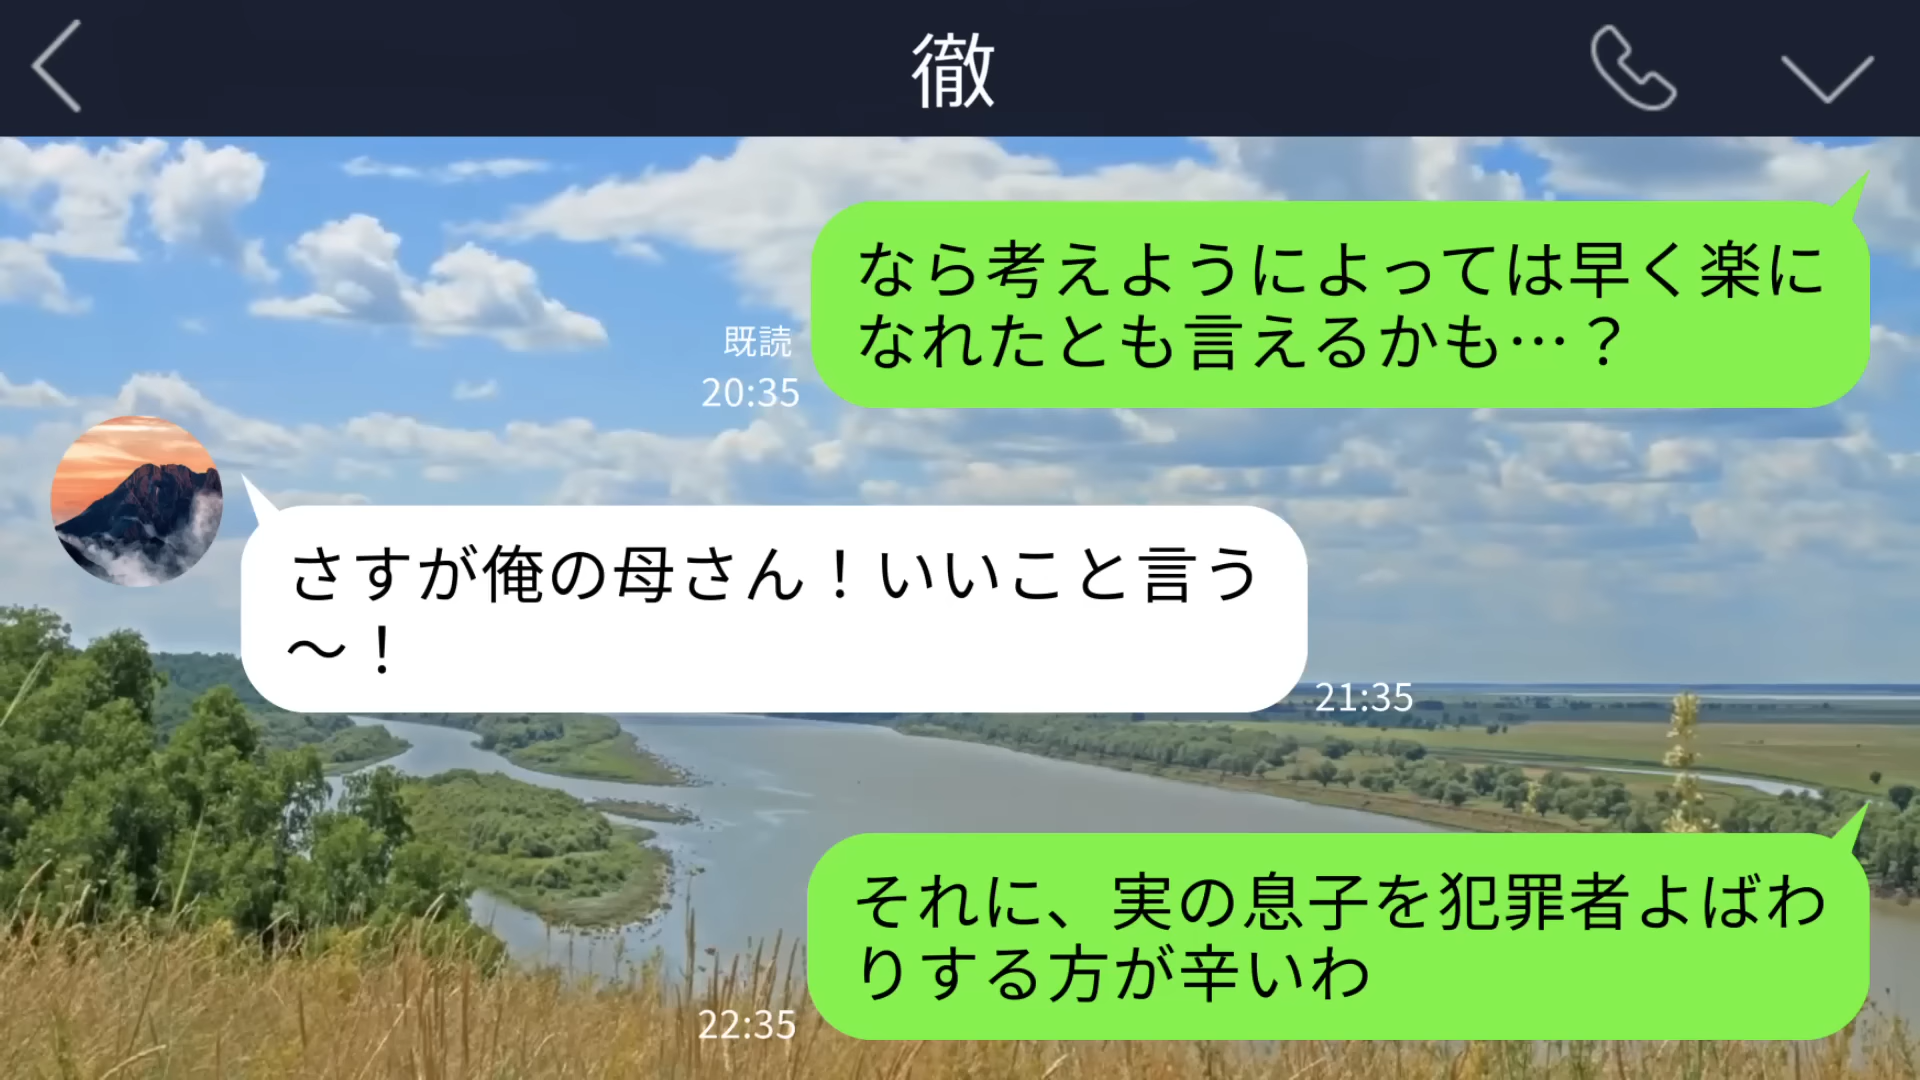 徹
なら考えようによっては早く楽に
なれたとも言えるかも…？
既読
20:35
さすが俺の母さん！いいこと言う
～！
21:35
それに、実の息子を犯罪者よばわ
りする方が辛いわ
22:35